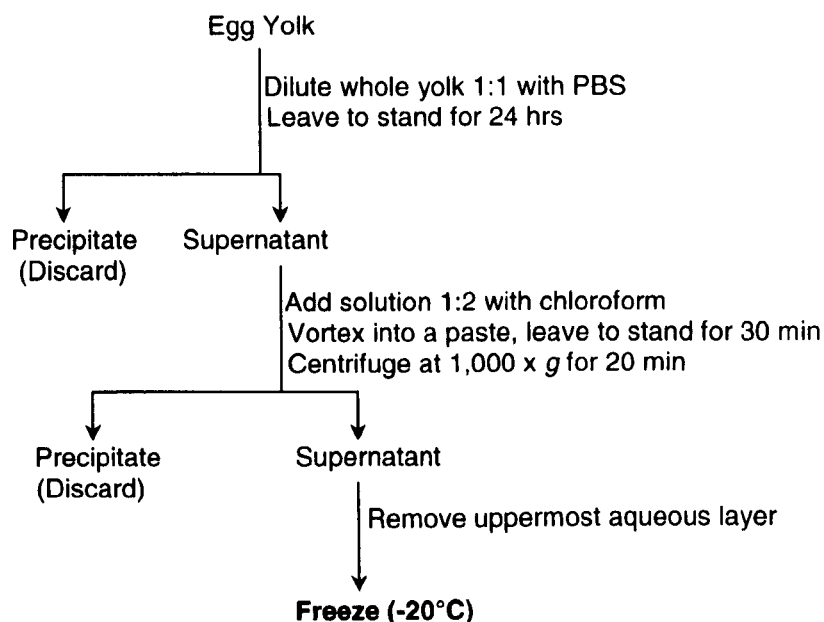 Egg Yolk
Dilute whole yolk 1:1 with PBS
Leave to stand for 24 hrs
Precipitate
(Discard)
Supernatant
Add solution 1:2 with chloroform
Vortex into a paste, leave to stand for 30 min
Centrifuge at 1,000 x g for 20 min
Precipitate
(Discard)
Supernatant
Remove uppermost aqueous layer
Freeze (-20°C)